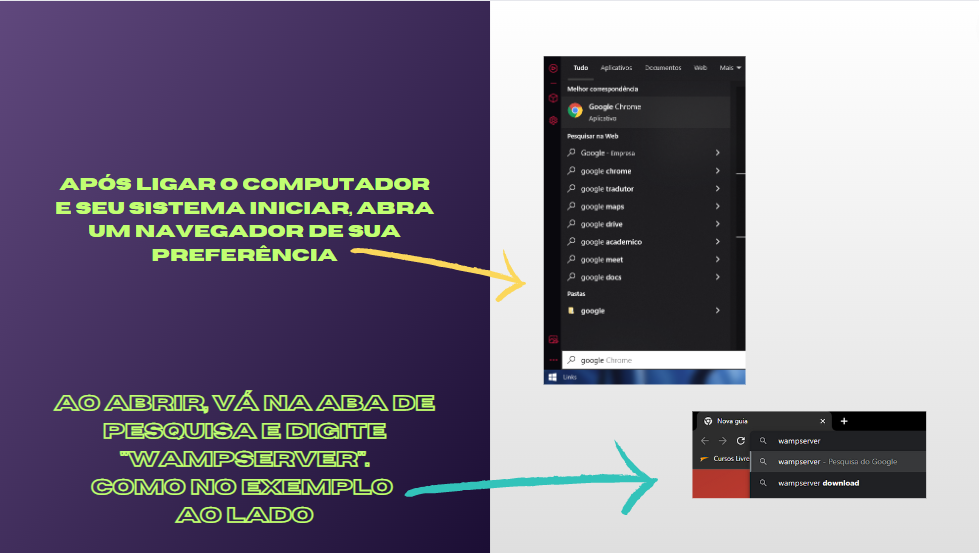 APÓS LIGAR O COMPUTADOR
E SEU SISTEMA INICIAR, ABRA
UM NAVEGADOR DE SUA
PREFERÊNCIA
AO ABRIR, VÁ NA ABA DE
PESQUISA E DIGITE
"WAMPSERVER".
COMO NO EXEMPLO
AO LADO
Tudo Aplicativos Documentos Web Mais
Melhor correspondência
Google Chrome
Aplicativo
Pesquisar na Web
Google - Empresa
google chrome
google tradutor
google maps
google drive
google academico
google meet
google docs
Pastas
google
google Chrome
Links
Nova guia
wampserver
Cursos Livre
wampserver - Pesquisa do Google
wampserver download